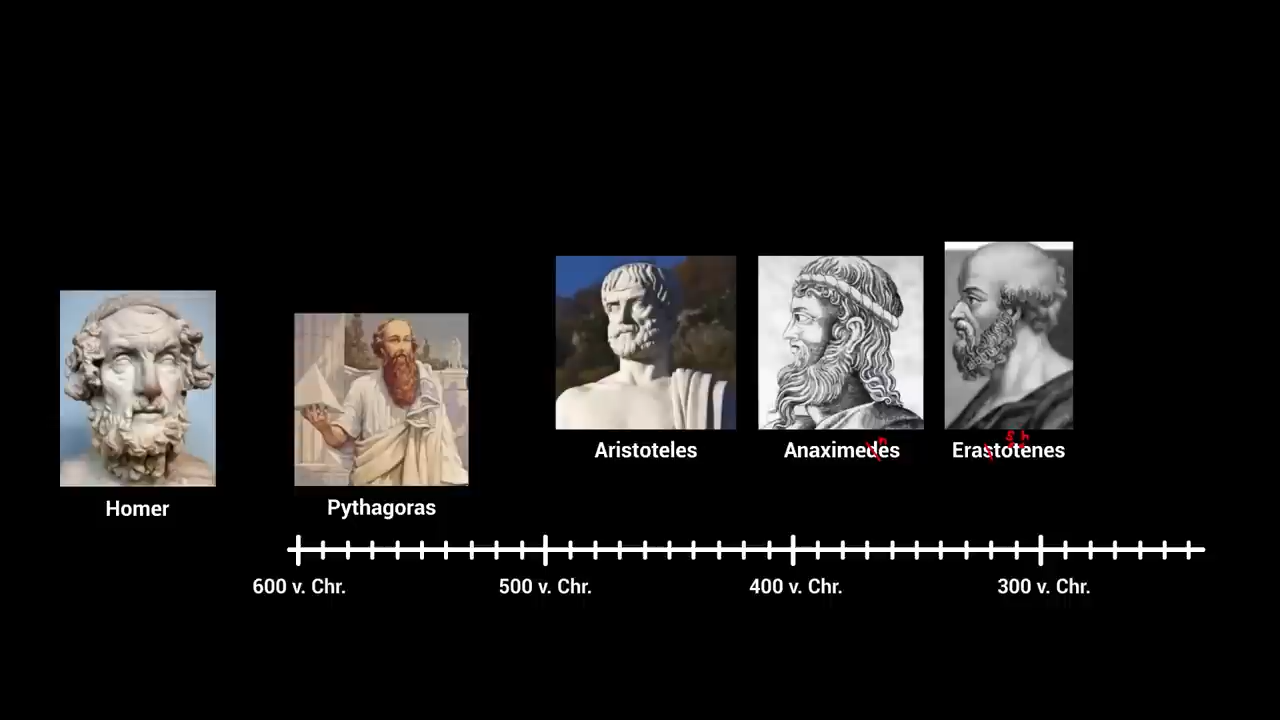 Aristoteles
Anaximedes
n
Erastotenes
s h
Homer
Pythagoras
600 v. Chr.
500 v. Chr.
400 v. Chr.
300 v. Chr.